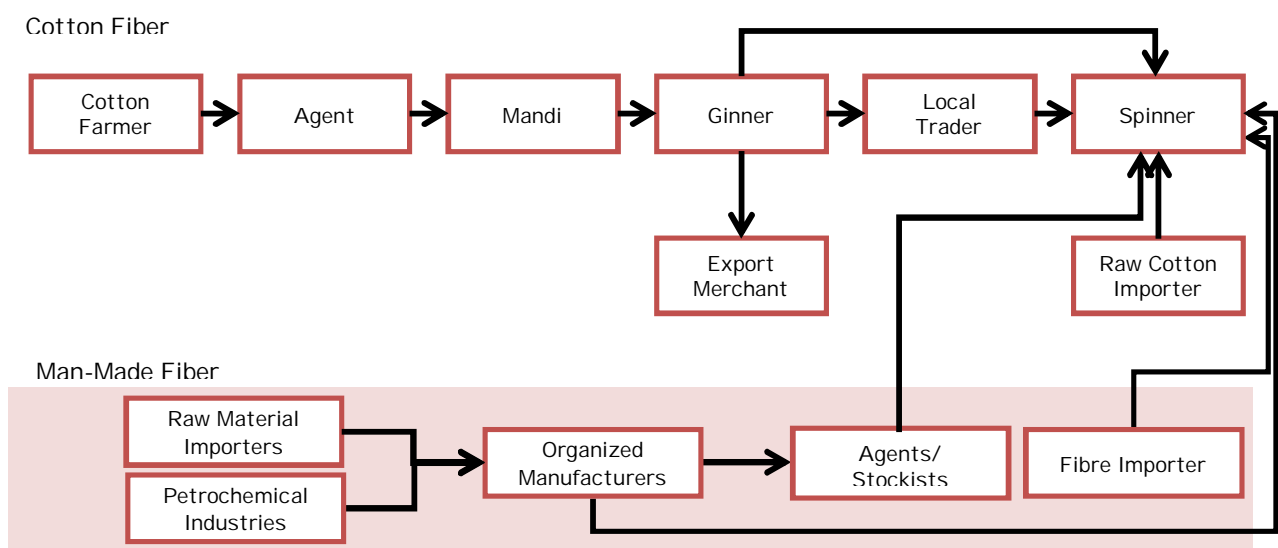 Cotton Fiber
Cotton
Farmer
Agent
Mandi
Ginner
Local
Trader
Spinner
Export
Merchant
Raw Cotton
Importer
Man-Made Fiber
Raw Material
Importers
Petrochemical
Industries
Organized
Manufacturers
Agents/
Stockists
Fibre Importer